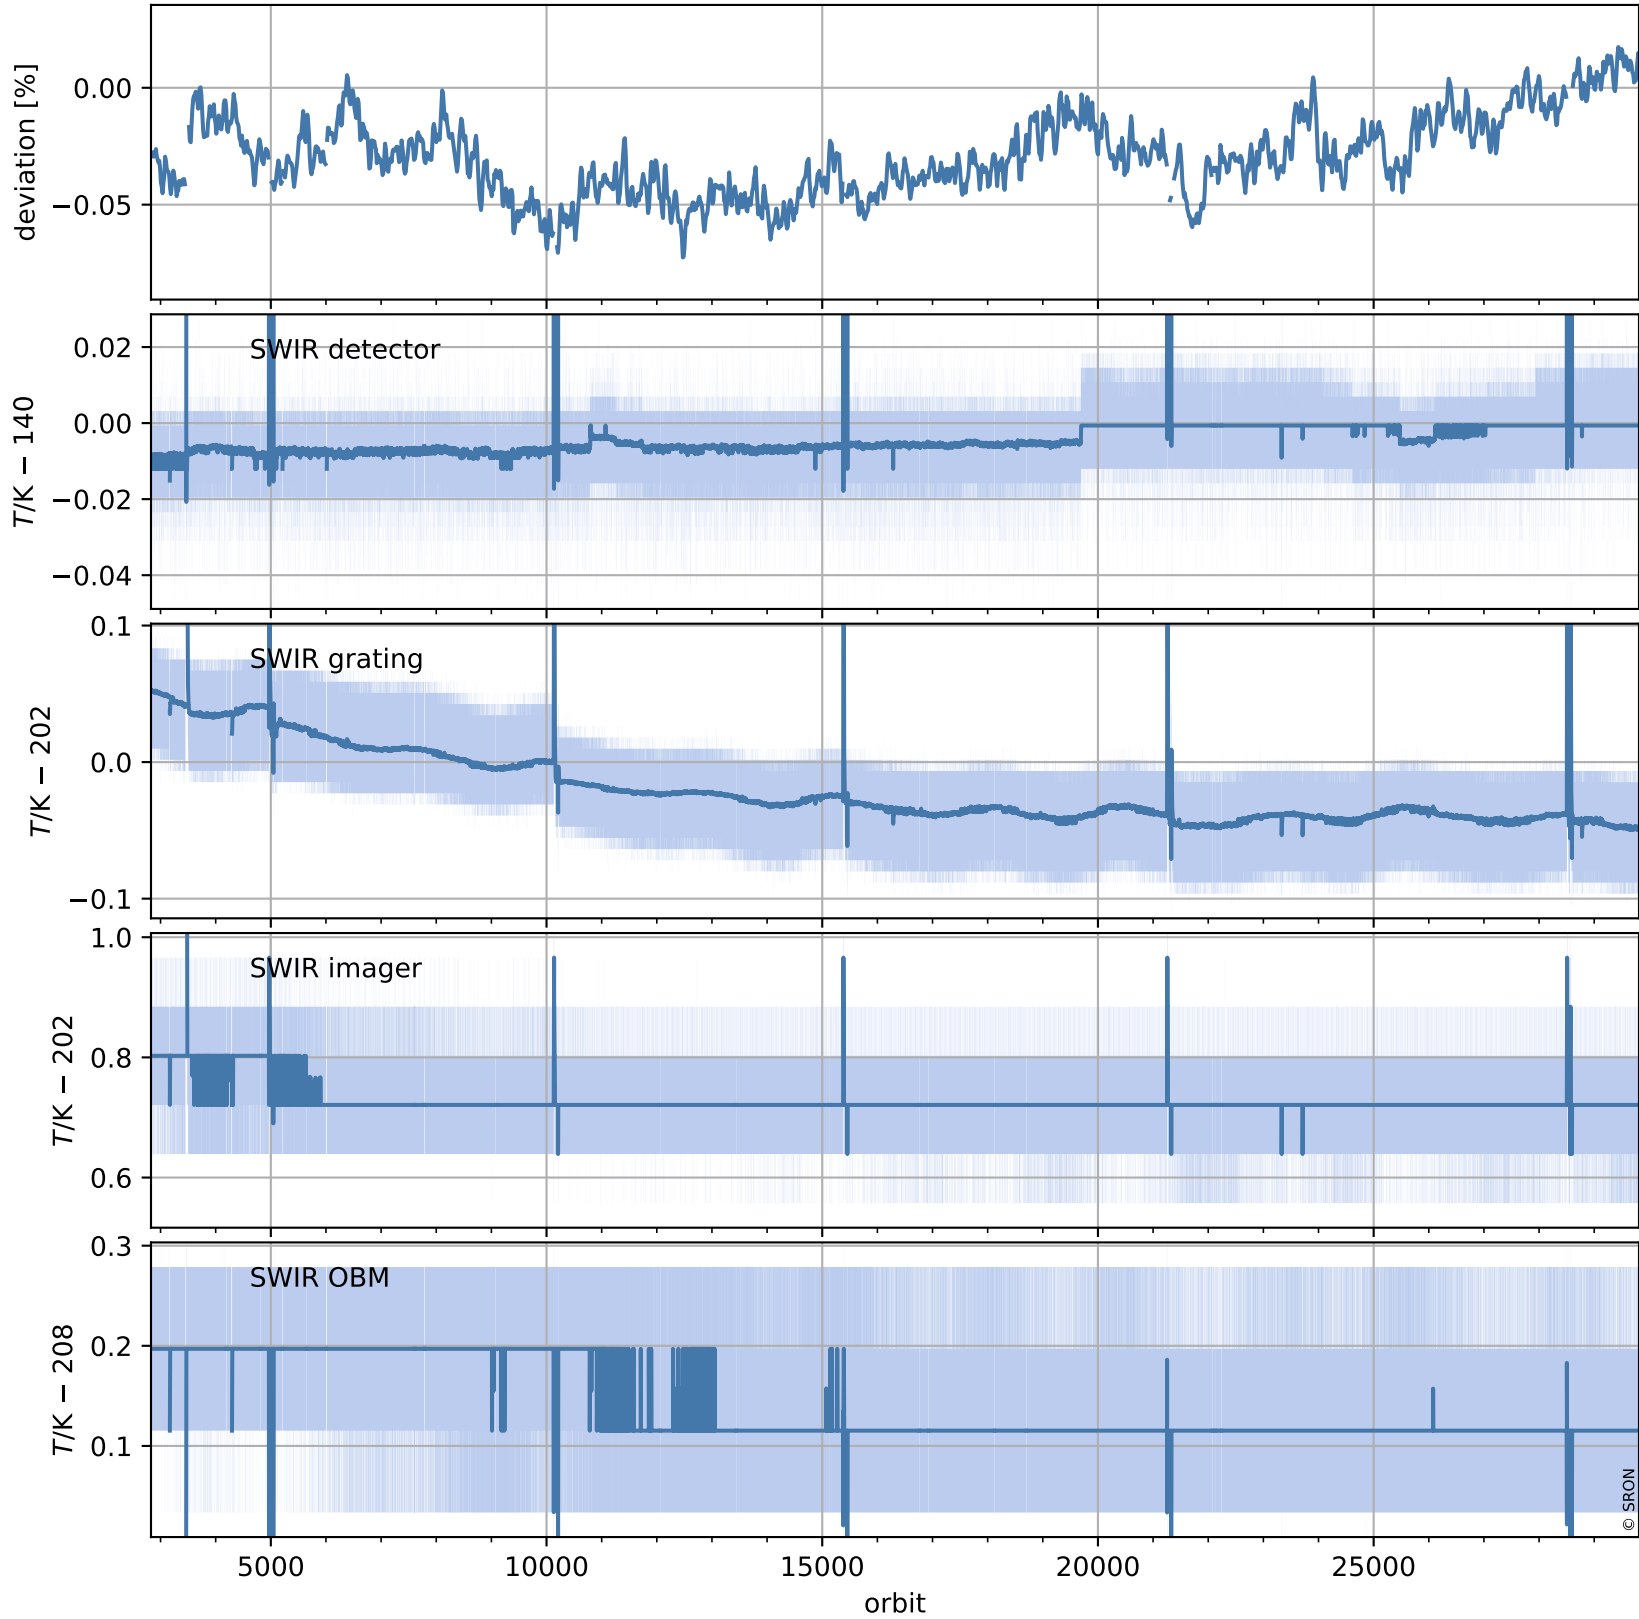 deviation [%]
0.00
−0.05
SWIR detector
T/K − 140
0.02
0.00
−0.02
−0.04
SWIR grating
T/K − 202
0.1
0.0
−0.1
SWIR imager
T/K − 202
1.0
0.8
0.6
SWIR OBM
T/K − 208
0.3
0.2
0.1
© SRON
5000 10000 15000 20000 25000
orbit